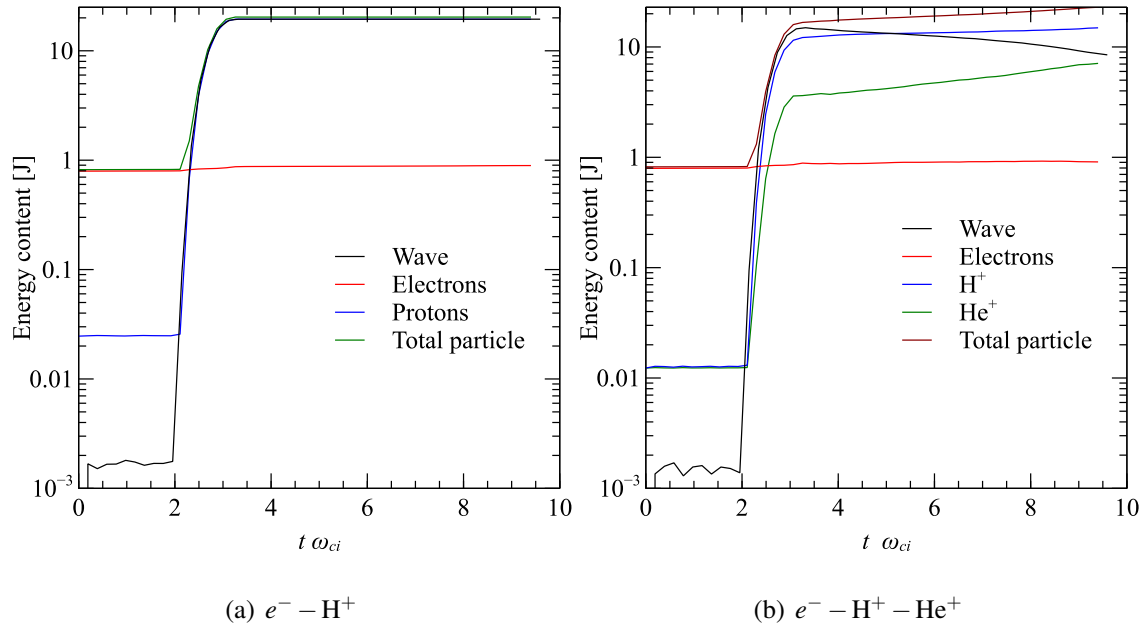 Energy content [J]
10
1
0.1
0.01
10⁻³
Wave
Electrons
Protons
Total particle
0 2 4 6 8 10
t ω_ci
(a) e⁻ – H⁺
Energy content [J]
10
1
0.1
0.01
10⁻³
Wave
Electrons
H⁺
He⁺
Total particle
0 2 4 6 8 10
t ω_ci
(b) e⁻ – H⁺ – He⁺